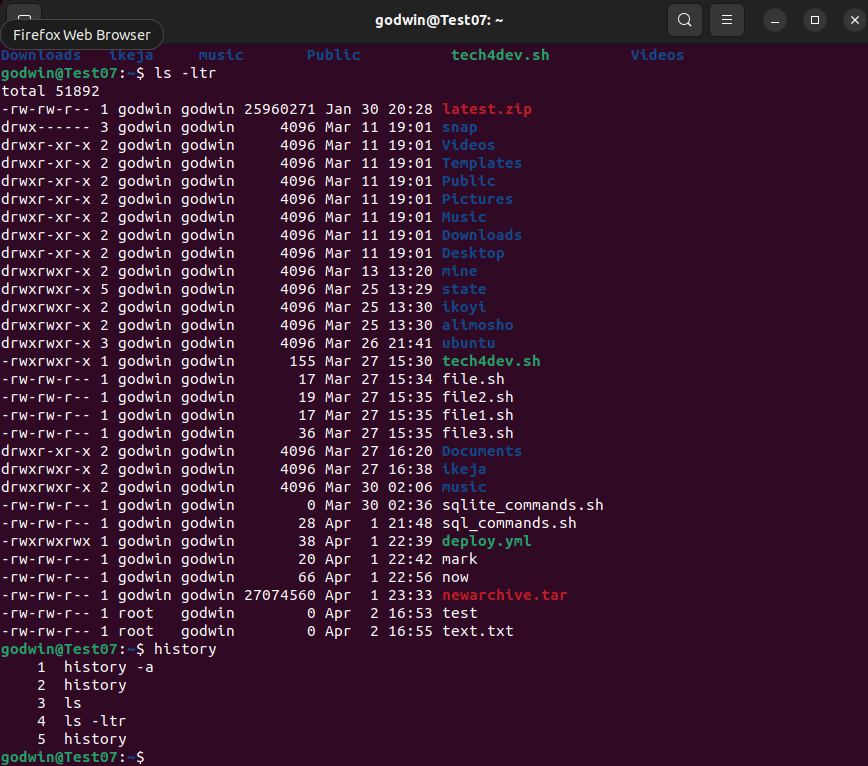 godwin@Test07: ~
Firefox Web Browser
Downloads ikeja music Public tech4dev.sh Videos
godwin@Test07:~$ ls -ltr
total 51892
-rw-rw-r-- 1 godwin godwin 25960271 Jan 30 20:28 latest.zip
drwx------ 3 godwin godwin 4096 Mar 11 19:01 snap
drwxr-xr-x 2 godwin godwin 4096 Mar 11 19:01 Videos
drwxr-xr-x 2 godwin godwin 4096 Mar 11 19:01 Templates
drwxr-xr-x 2 godwin godwin 4096 Mar 11 19:01 Public
drwxr-xr-x 2 godwin godwin 4096 Mar 11 19:01 Pictures
drwxr-xr-x 2 godwin godwin 4096 Mar 11 19:01 Music
drwxr-xr-x 2 godwin godwin 4096 Mar 11 19:01 Downloads
drwxr-xr-x 2 godwin godwin 4096 Mar 11 19:01 Desktop
drwxrwxr-x 2 godwin godwin 4096 Mar 13 13:20 mine
drwxrwxr-x 5 godwin godwin 4096 Mar 25 13:29 state
drwxrwxr-x 2 godwin godwin 4096 Mar 25 13:30 ikoyi
drwxrwxr-x 2 godwin godwin 4096 Mar 25 13:30 alimosho
drwxrwxr-x 3 godwin godwin 4096 Mar 26 21:41 ubuntu
-rwxrwxr-x 1 godwin godwin 155 Mar 27 15:30 tech4dev.sh
-rw-rw-r-- 1 godwin godwin 17 Mar 27 15:34 file.sh
-rw-rw-r-- 1 godwin godwin 19 Mar 27 15:35 file2.sh
-rw-rw-r-- 1 godwin godwin 17 Mar 27 15:35 file1.sh
-rw-rw-r-- 1 godwin godwin 36 Mar 27 15:35 file3.sh
drwxr-xr-x 2 godwin godwin 4096 Mar 27 16:20 Documents
drwxrwxr-x 2 godwin godwin 4096 Mar 27 16:38 ikeja
drwxrwxr-x 2 godwin godwin 4096 Mar 30 02:06 music
-rw-rw-r-- 1 godwin godwin 0 Mar 30 02:36 sqlite_commands.sh
-rw-rw-r-- 1 godwin godwin 28 Apr 1 21:48 sql_commands.sh
-rwxrwxrwx 1 godwin godwin 38 Apr 1 22:39 deploy.yml
-rw-rw-r-- 1 godwin godwin 20 Apr 1 22:42 mark
-rw-rw-r-- 1 godwin godwin 66 Apr 1 22:56 now
-rw-rw-r-- 1 godwin godwin 27074560 Apr 1 23:33 newarchive.tar
-rw-rw-r-- 1 root godwin 0 Apr 2 16:53 test
-rw-rw-r-- 1 root godwin 0 Apr 2 16:55 text.txt
godwin@Test07:~$ history
1 history -a
2 history
3 ls
4 ls -ltr
5 history
godwin@Test07:~$